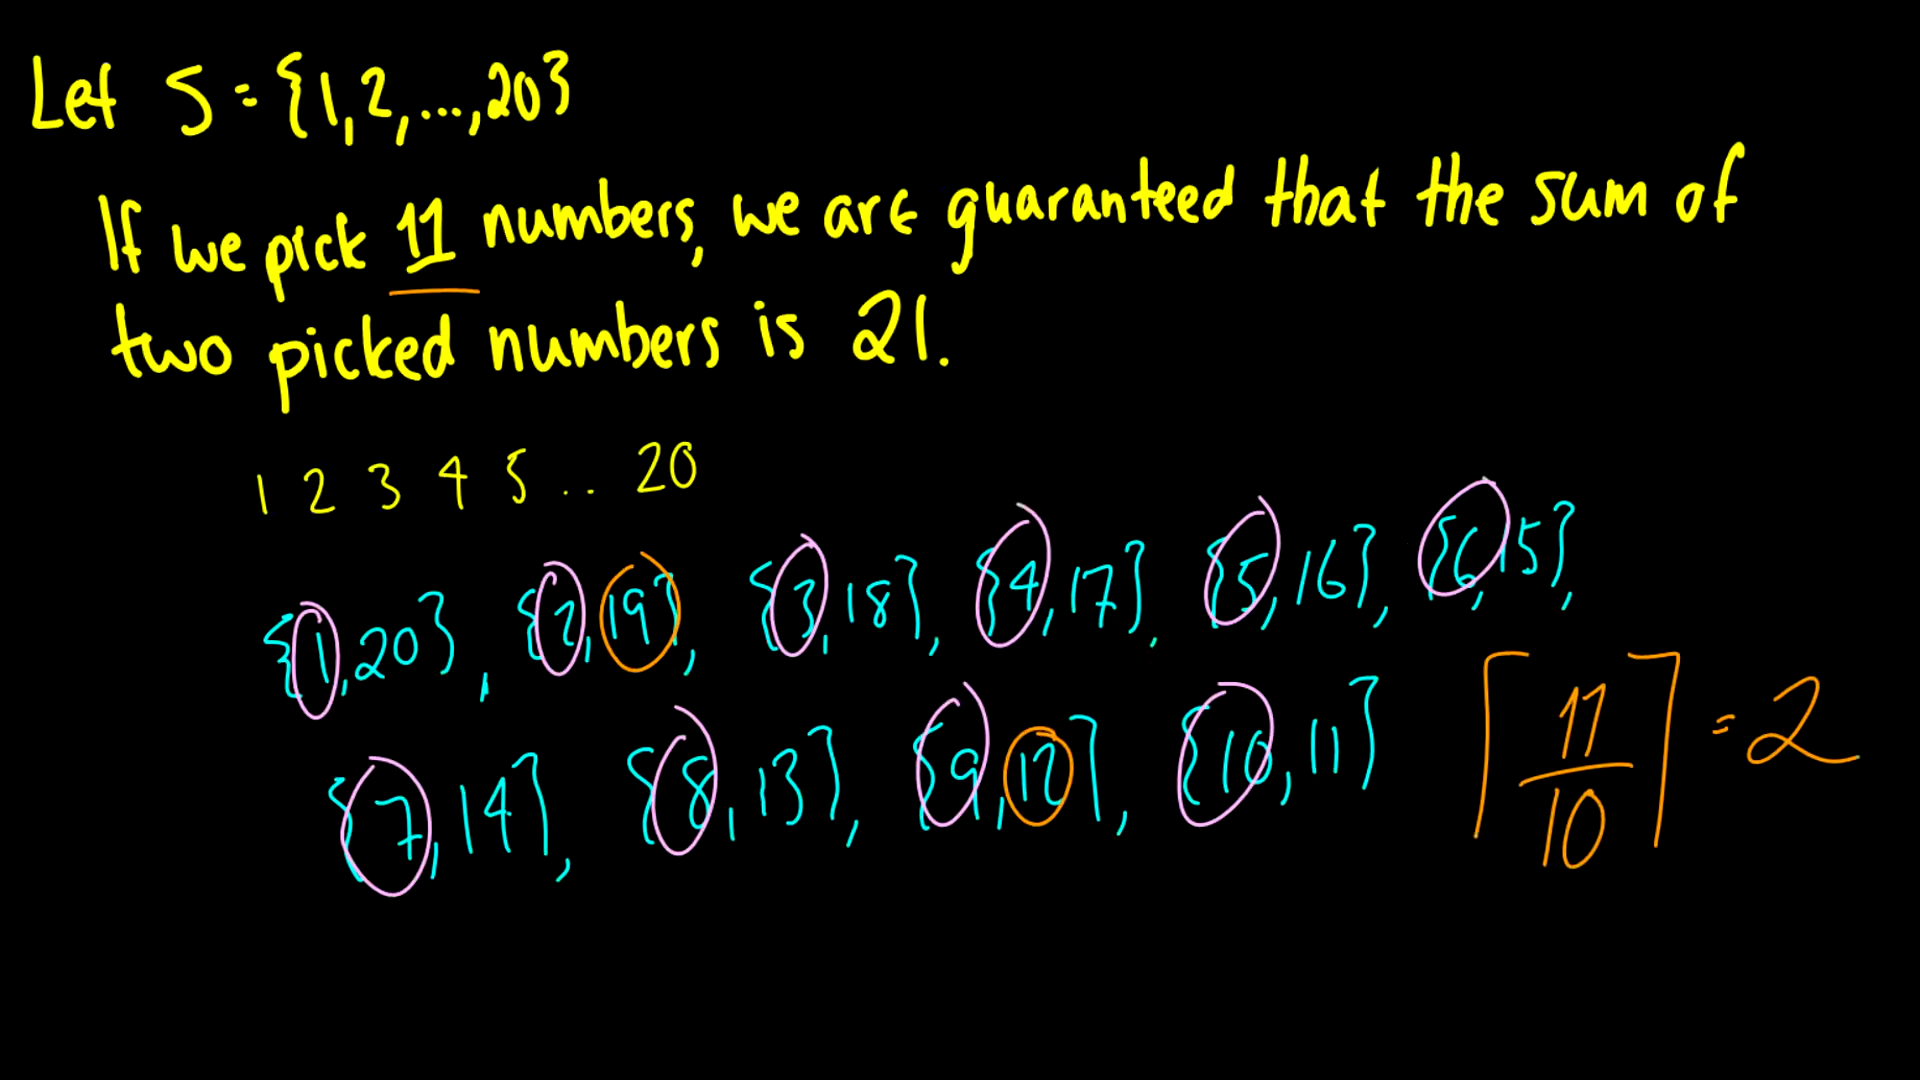 Let S = {1,2,...,20}
If we pick 11 numbers, we are guaranteed that the sum of
two picked numbers is 21.
1 2 3 4 5 .. 20
{1,20}, {2,19}, {3,18}, {4,17}, {5,16}, {6,15},
{7,14}, {8,13}, {9,12}, {10,11}
⌈11/10⌉ = 2